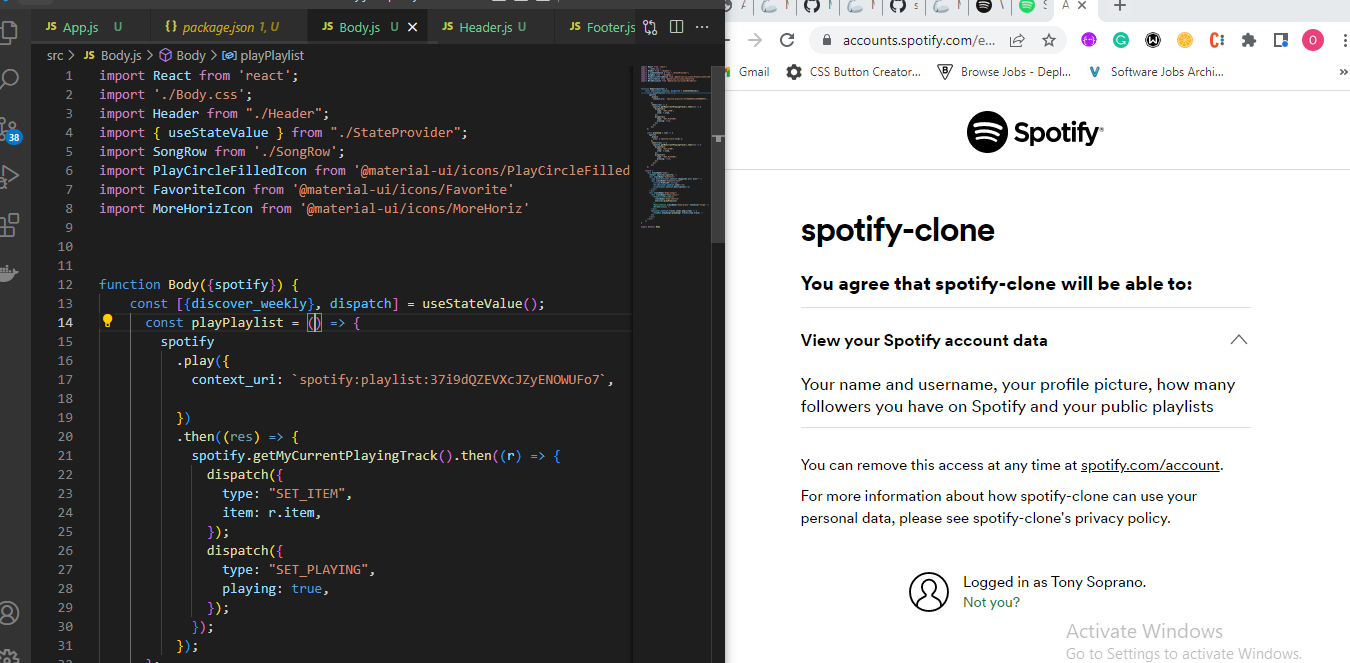 App.js U package.json 1, U Body.js U Header.js U Footer.js
src > JS Body.js > Body > playPlaylist
1 import React from 'react';
2 import './Body.css';
3 import Header from "./Header";
4 import { useStateValue } from "./StateProvider";
5 import SongRow from './SongRow';
6 import PlayCircleFilledIcon from '@material-ui/icons/PlayCircleFilled
7 import FavoriteIcon from '@material-ui/icons/Favorite'
8 import MoreHorizIcon from '@material-ui/icons/MoreHoriz'
9
10
11
12 function Body({spotify}) {
13 const [{discover_weekly}, dispatch] = useStateValue();
14 const playPlaylist = () => {
15 spotify
16 .play({
17 context_uri: `spotify:playlist:37i9dQZEVXcJZyENOWUFo7`,
18
19 })
20 .then((res) => {
21 spotify.getMyCurrentPlayingTrack().then((r) => {
22 dispatch({
23 type: "SET_ITEM",
24 item: r.item,
25 });
26 dispatch({
27 type: "SET_PLAYING",
28 playing: true,
29 });
30 });
31 });
38
accounts.spotify.com/e...
Gmail CSS Button Creator... Browse Jobs - Depl... Software Jobs Archi... »
Spotify
spotify-clone
You agree that spotify-clone will be able to:
View your Spotify account data
Your name and username, your profile picture, how many
followers you have on Spotify and your public playlists
You can remove this access at any time at spotify.com/account.
For more information about how spotify-clone can use your
personal data, please see spotify-clone's privacy policy.
Logged in as Tony Soprano.
Not you?
Activate Windows
Go to Settings to activate Windows.